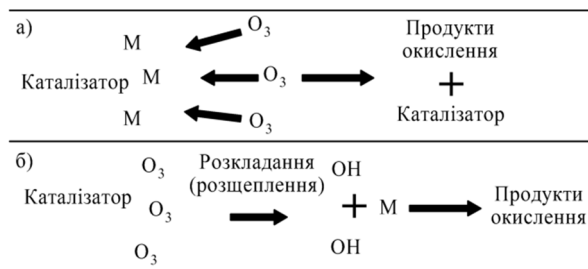 а)
M O₃ Продукти
окислення
Каталізатор M O₃ +
M O₃ Каталізатор
б)
O₃ Розкладання OH
Каталізатор (розщеплення) Продукти
O₃ + M окислення
O₃ OH